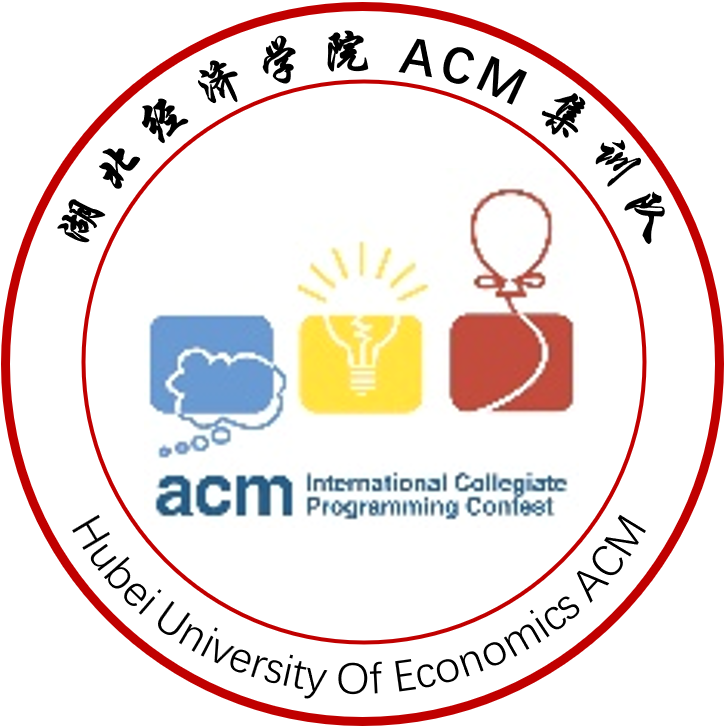 湖北经济学院 ACM 集训队
acm International Collegiate
Programming Contest
Hubei University Of Economics ACM